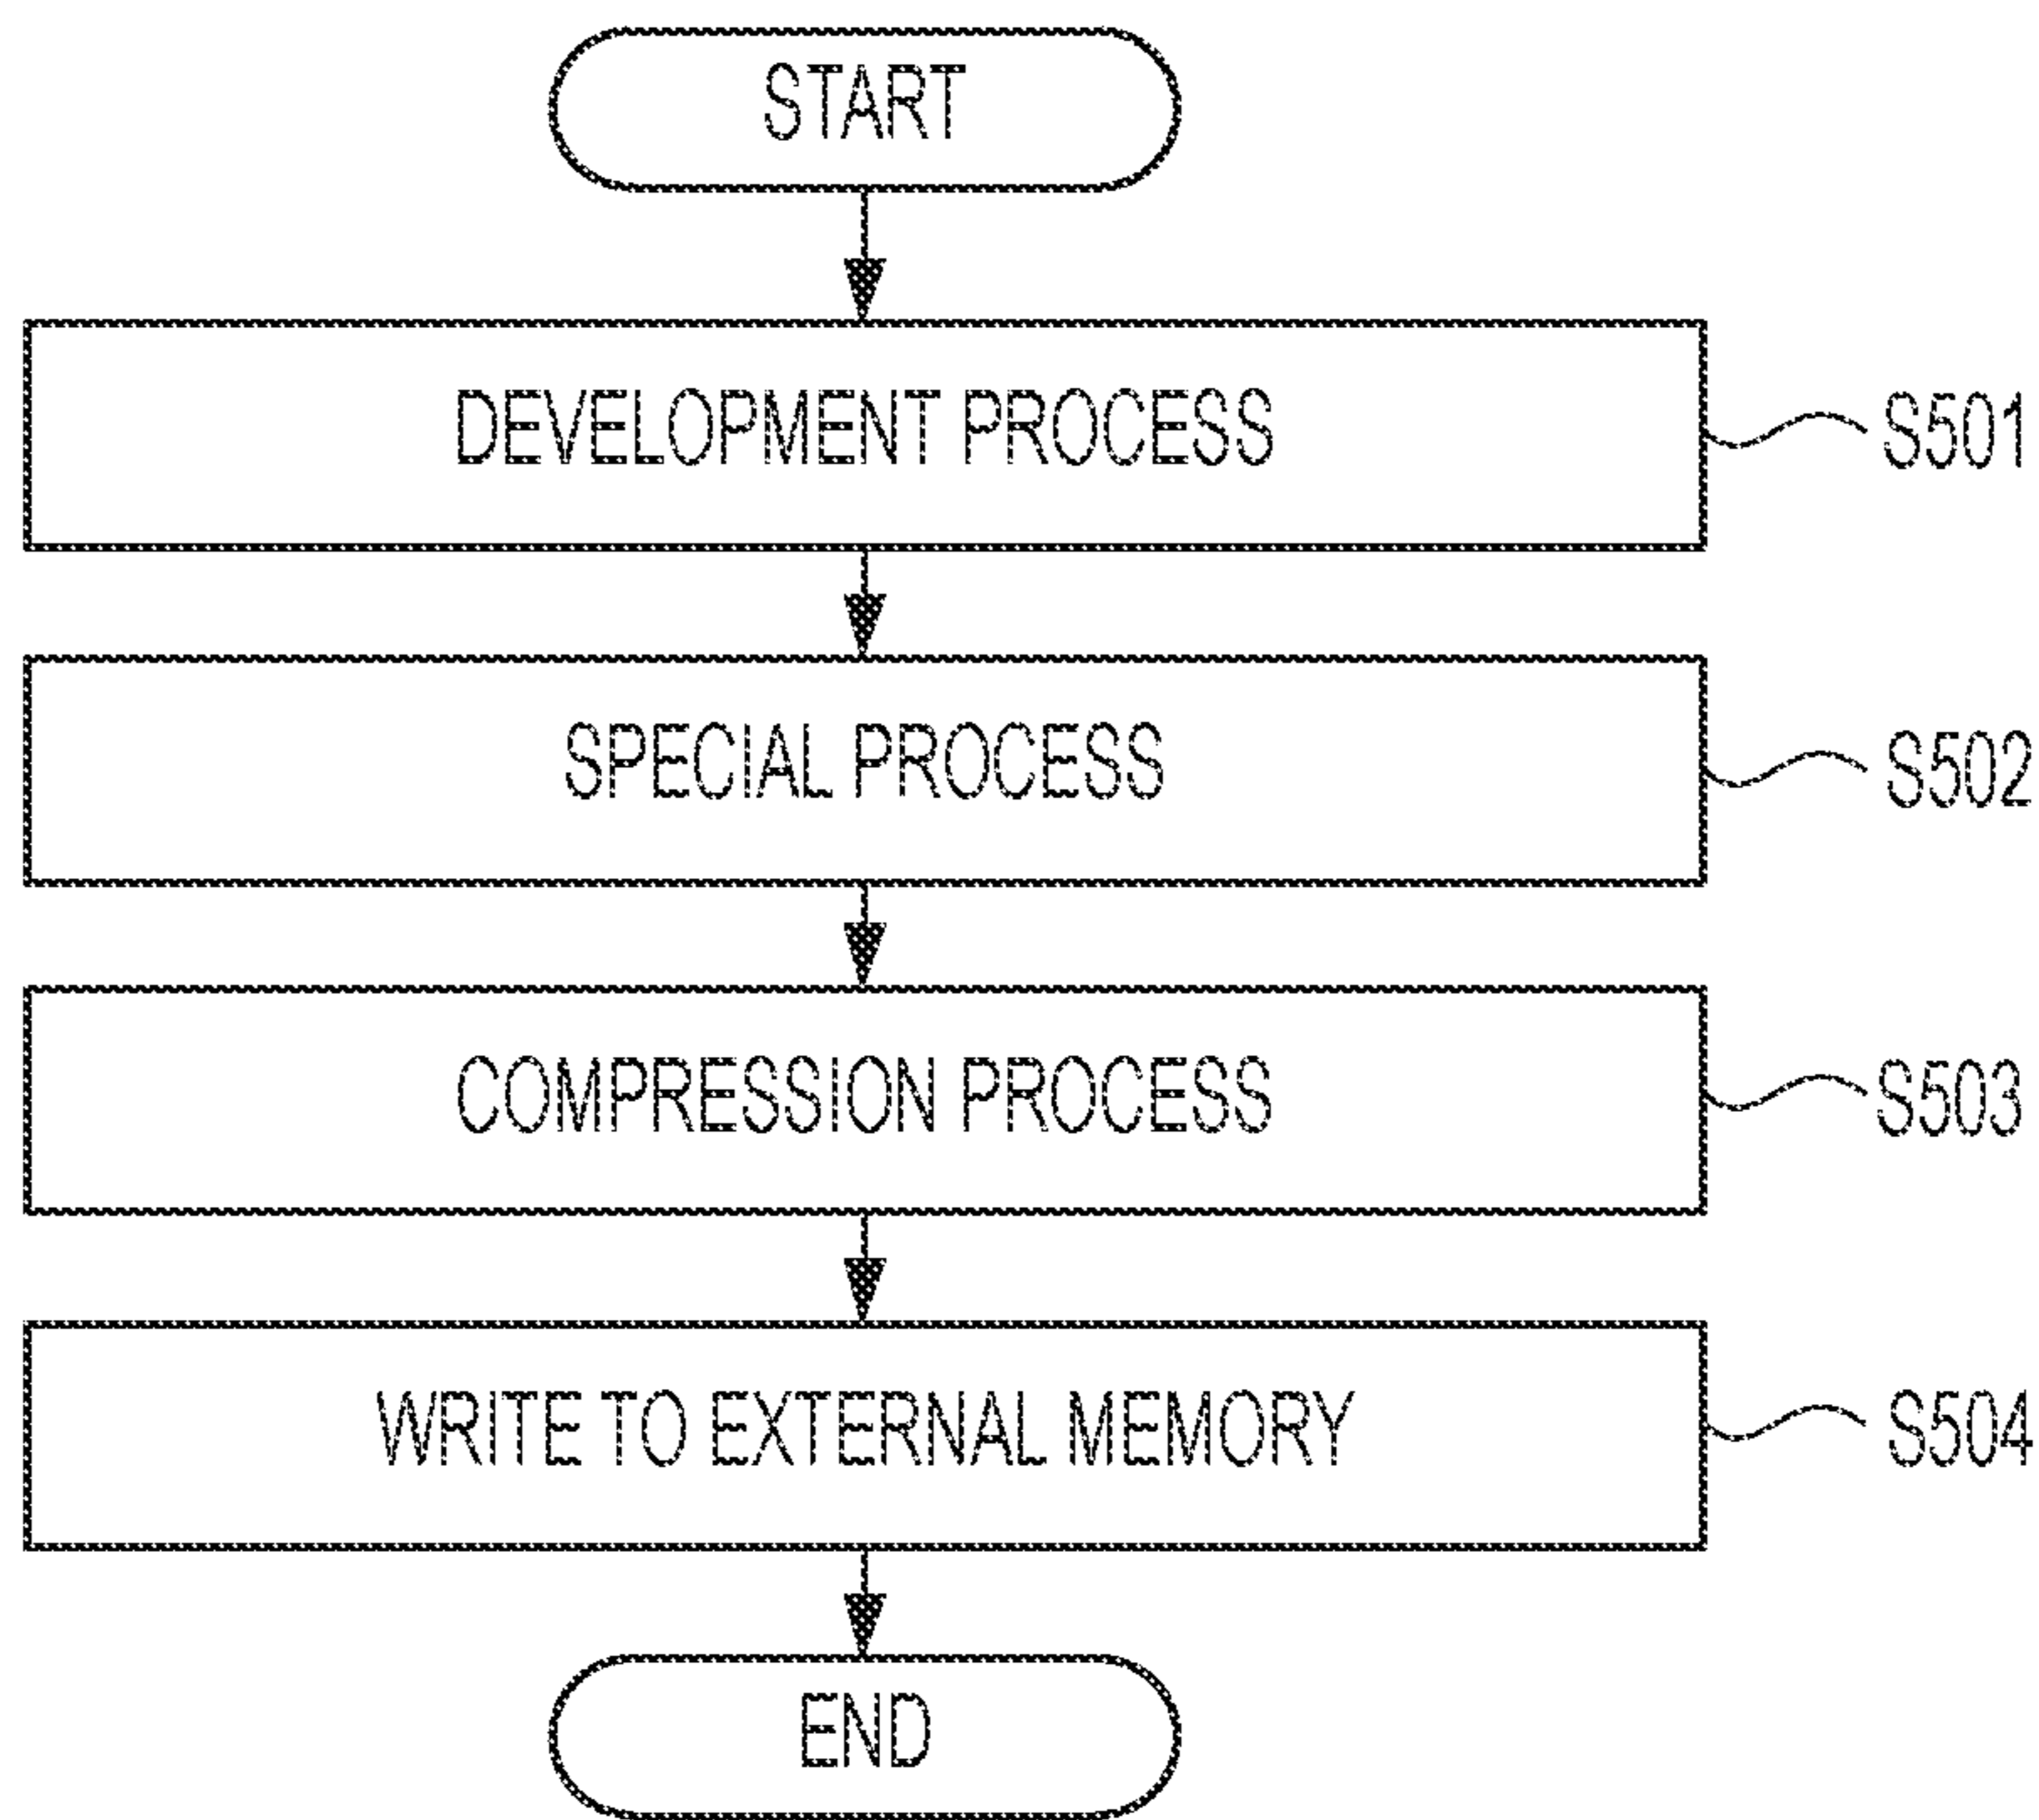 START
DEVELOPMENT PROCESS
S501
SPECIAL PROCESS
S502
COMPRESSION PROCESS
S503
WRITE TO EXTERNAL MEMORY
S504
END